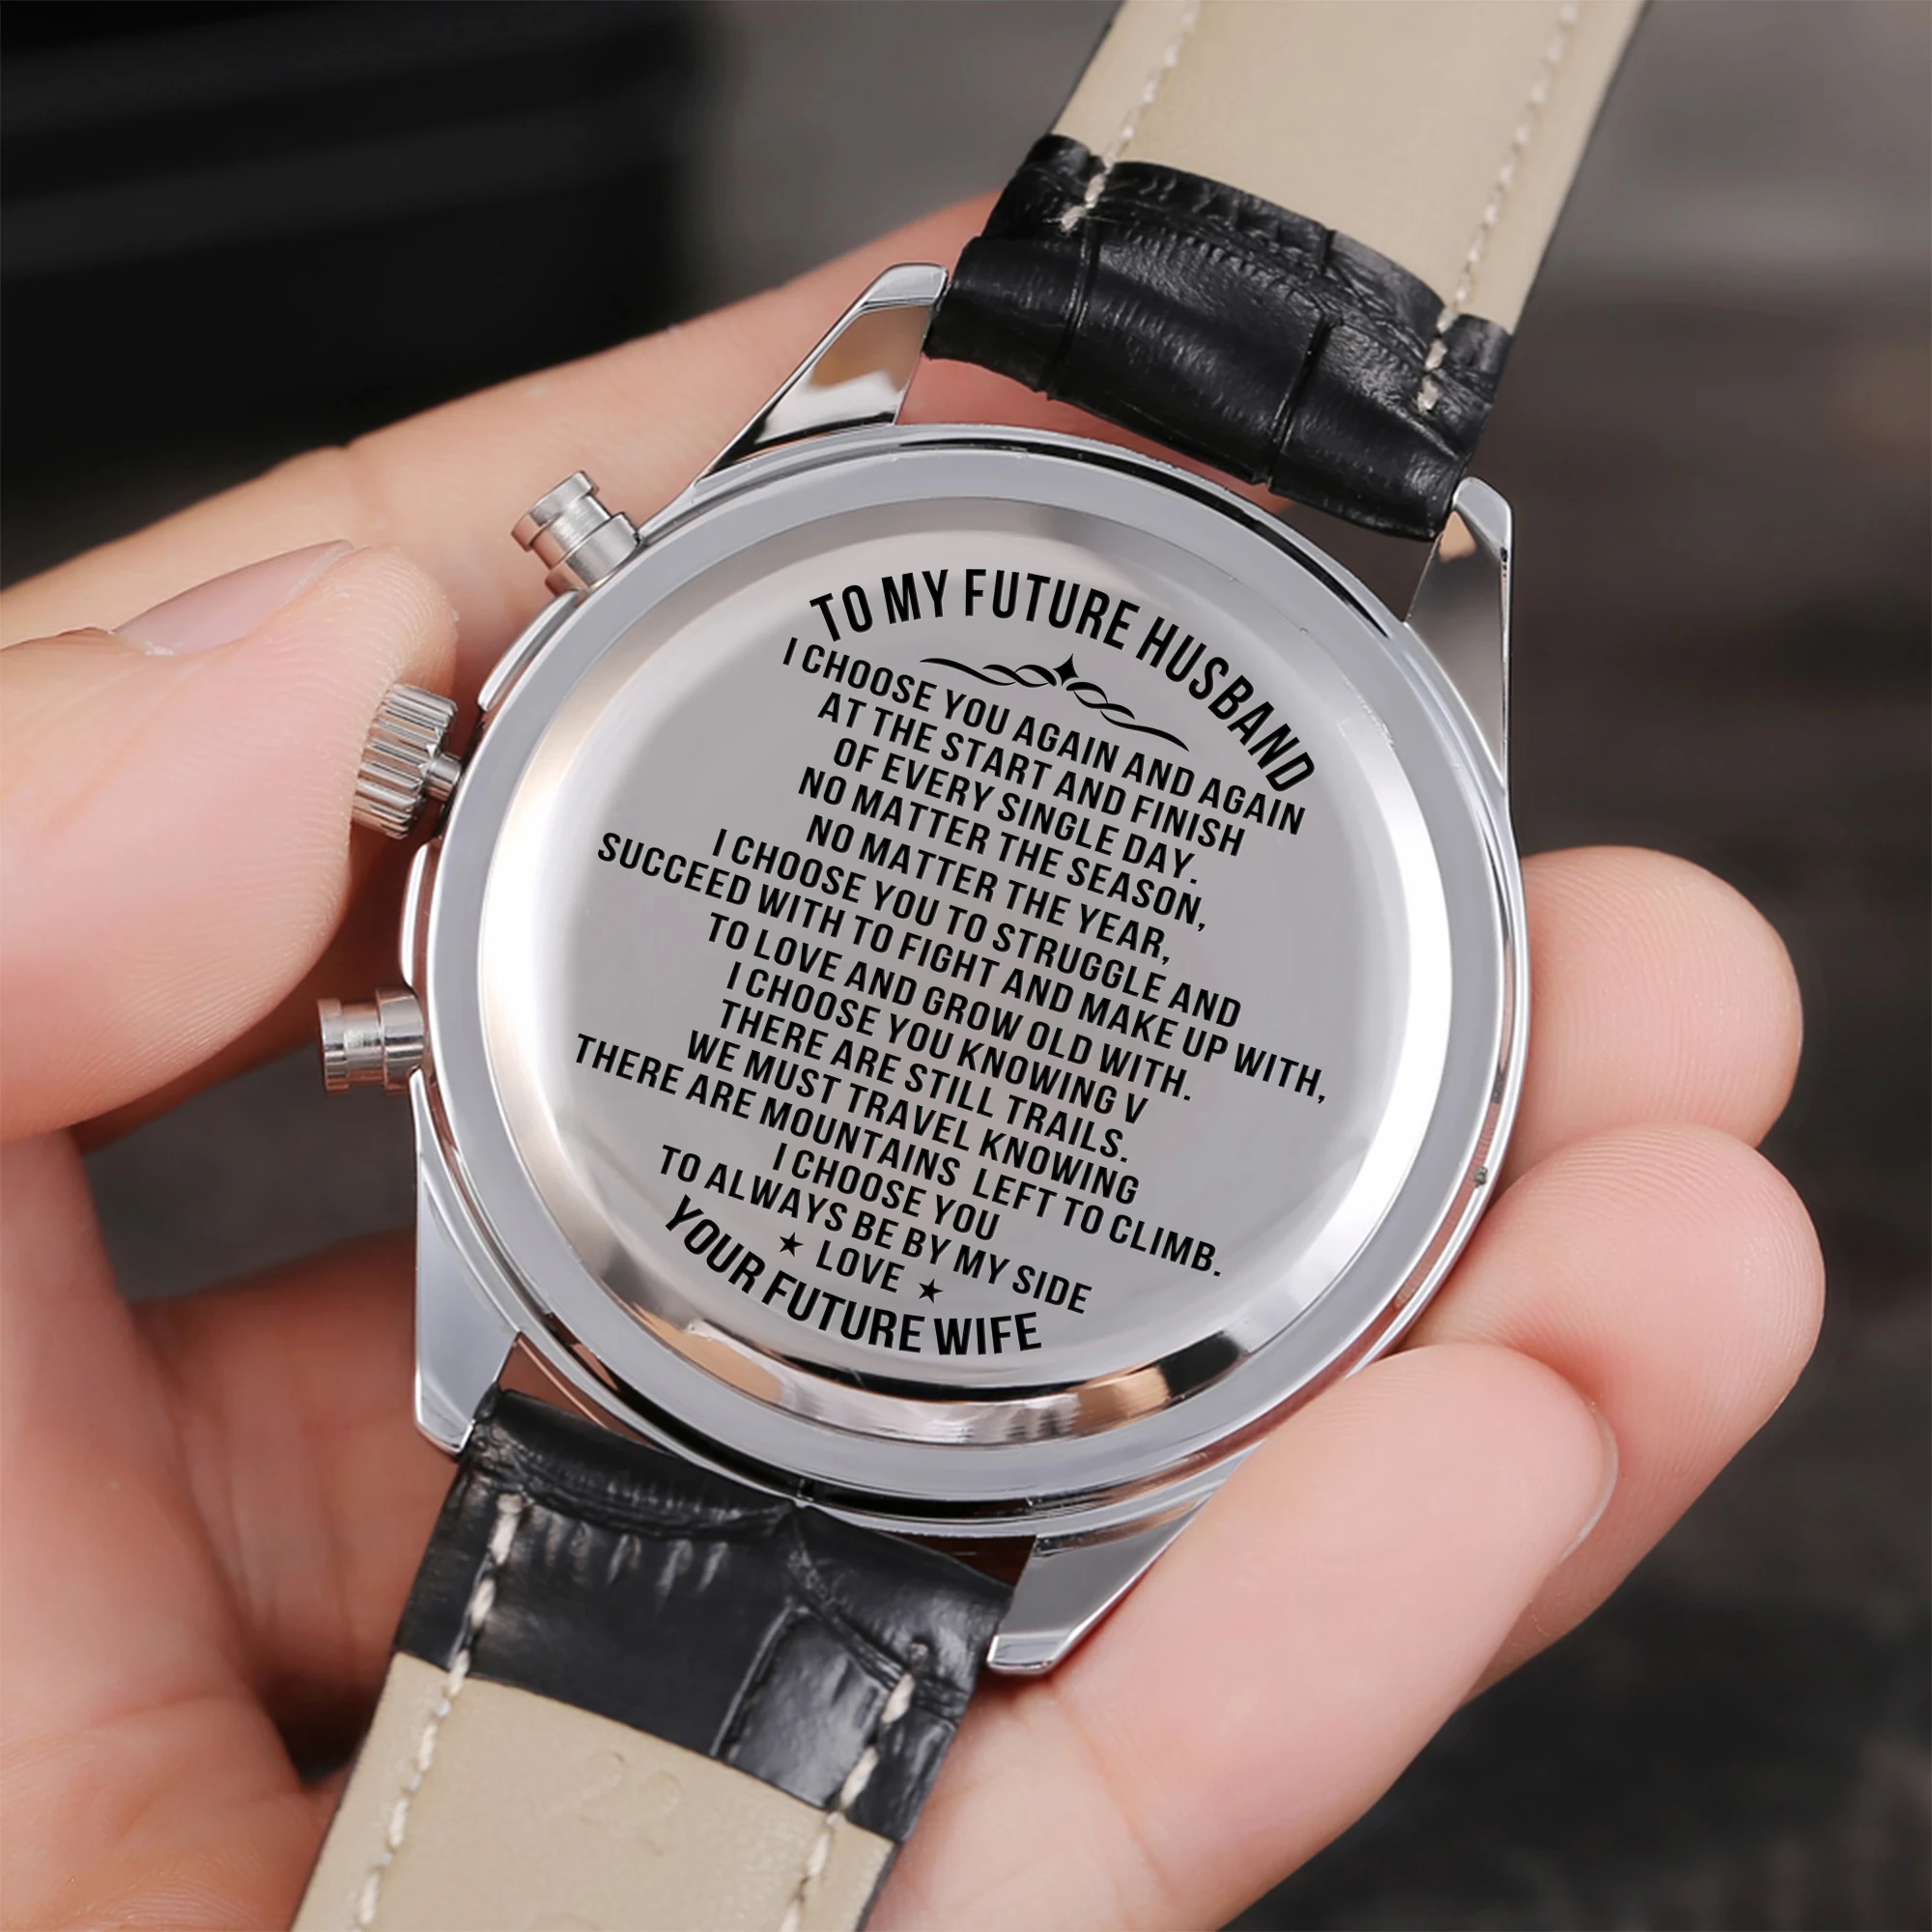 TO MY FUTURE HUSBAND
I CHOOSE YOU AGAIN AND AGAIN
AT THE START AND FINISH
OF EVERY SINGLE DAY.
NO MATTER THE SEASON,
NO MATTER THE YEAR,
I CHOOSE YOU TO STRUGGLE AND
SUCCEED WITH TO FIGHT AND MAKE UP WITH,
TO LOVE AND GROW OLD WITH.
I CHOOSE YOU KNOWING V
THERE ARE STILL TRAILS.
WE MUST TRAVEL KNOWING
THERE ARE MOUNTAINS LEFT TO CLIMB.
I CHOOSE YOU
TO ALWAYS BE BY MY SIDE
★ LOVE ★
YOUR FUTURE WIFE
22